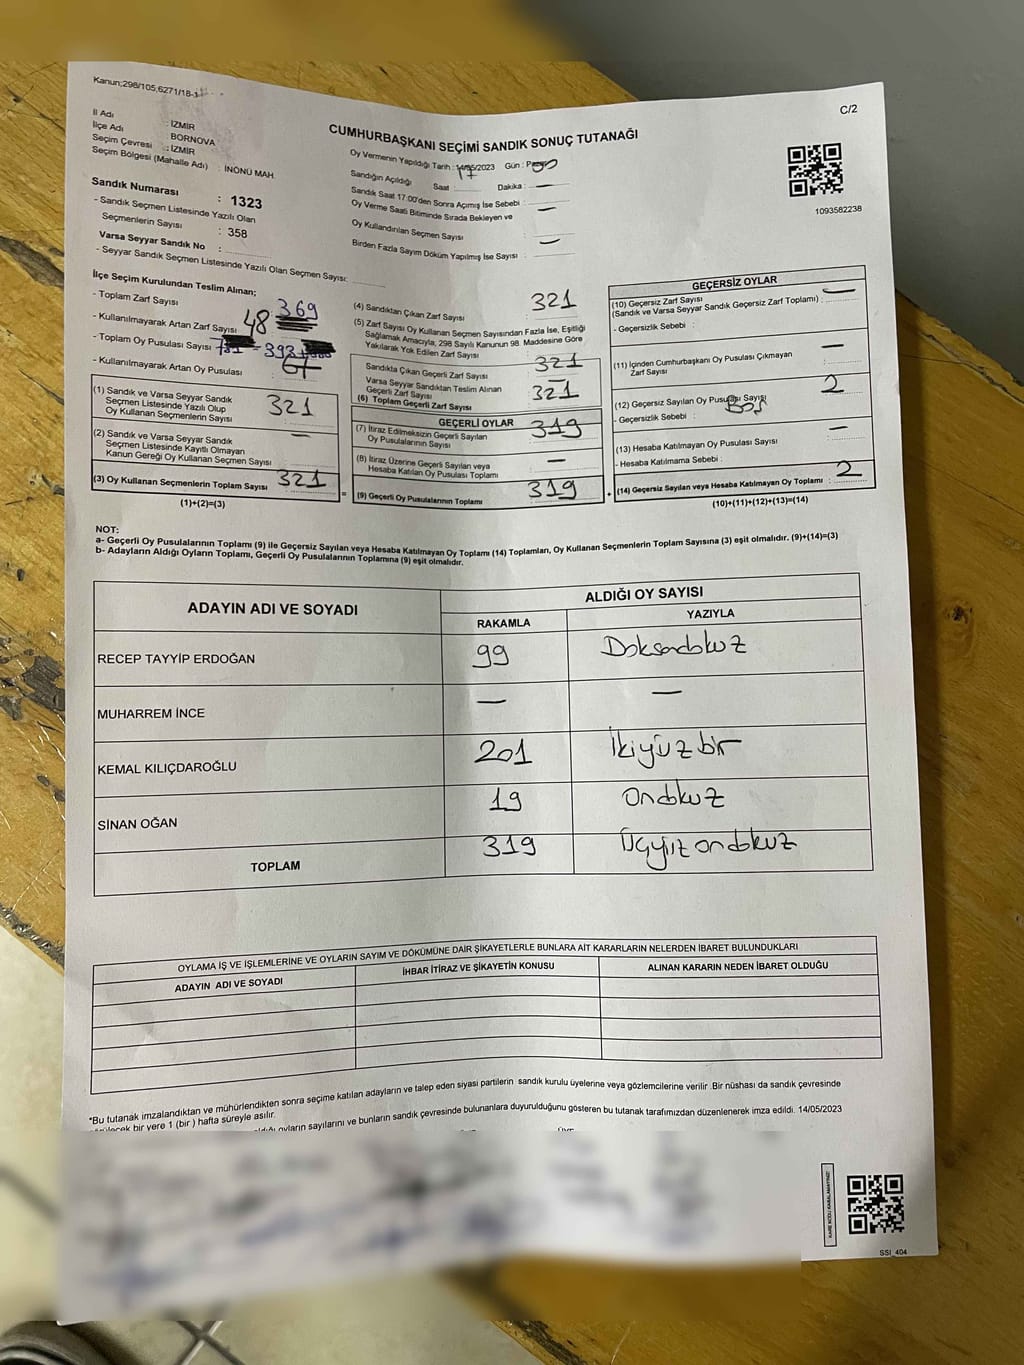 Kanun;298/105,6271/18-1
C/2
CUMHURBAŞKANI SEÇİMİ SANDIK SONUÇ TUTANAĞI
İl Adı : İZMİR
İlçe Adı : BORNOVA
Seçim Çevresi : İZMİR
Seçim Bölgesi (Mahalle Adı) : İNÖNÜ MAH.
Sandık Numarası : 1323
- Sandık Seçmen Listesinde Yazılı Olan
Seçmenlerin Sayısı : 358
Varsa Seyyar Sandık No :
- Seyyar Sandık Seçmen Listesinde Yazılı Olan Seçmen Sayısı:
Oy Vermenin Yapıldığı Tarih : 14/05/2023 Gün :
Sandığın Açıldığı Saat : 17 Dakika : —
Sandık Saat 17:00'den Sonra Açımış İse Sebebi : —
Oy Verme Saati Bitiminde Sırada Bekleyen ve
Oy Kullandırılan Seçmen Sayısı : —
Birden Fazla Sayım Döküm Yapılmış İse Sayısı :
1093582238
İlçe Seçim Kurulundan Teslim Alınan;
- Toplam Zarf Sayısı 369
- Kullanılmayarak Artan Zarf Sayısı 48
- Toplam Oy Pusulası Sayısı
- Kullanılmayarak Artan Oy Pusulası
(1) Sandık ve Varsa Seyyar Sandık
Seçmen Listesinde Yazılı Olup
Oy Kullanan Seçmenlerin Sayısı 321
(2) Sandık ve Varsa Seyyar Sandık
Seçmen Listesinde Kayıtlı Olmayan
Kanun Gereği Oy Kullanan Seçmen Sayısı —
(3) Oy Kullanan Seçmenlerin Toplam Sayısı : 321
(1)+(2)=(3)
(4) Sandıktan Çıkan Zarf Sayısı 321
(5) Zarf Sayısı Oy Kullanan Seçmen Sayısından Fazla İse, Eşitliği
Sağlamak Amacıyla, 298 Sayılı Kanunun 98. Maddesine Göre
Yakılarak Yok Edilen Zarf Sayısı
Sandıkta Çıkan Geçerli Zarf Sayısı 321
Varsa Seyyar Sandıktan Teslim Alınan
Geçerli Zarf Sayısı —
(6) Toplam Geçerli Zarf Sayısı 321
GEÇERLİ OYLAR
(7) İtiraz Edilmeksizin Geçerli Sayılan
Oy Pusulalarının Sayısı 319
(8) İtiraz Üzerine Geçerli Sayılan veya
Hesaba Katılan Oy Pusulası Toplamı —
= (9) Geçerli Oy Pusulalarının Toplamı 319 +
GEÇERSİZ OYLAR
(10) Geçersiz Zarf Sayısı
(Sandık ve Varsa Seyyar Sandık Geçersiz Zarf Toplamı) : —
- Geçersizlik Sebebi :
(11) İçinden Cumhurbaşkanı Oy Pusulası Çıkmayan
Zarf Sayısı —
(12) Geçersiz Sayılan Oy Pusulası Sayısı 2
- Geçersizlik Sebebi : Boş
(13) Hesaba Katılmayan Oy Pusulası Sayısı —
- Hesaba Katılmama Sebebi :
(14) Geçersiz Sayılan veya Hesaba Katılmayan Oy Toplamı : 2
(10)+(11)+(12)+(13)=(14)
NOT:
a- Geçerli Oy Pusulalarının Toplamı (9) ile Geçersiz Sayılan veya Hesaba Katılmayan Oy Toplamı (14) Toplamları, Oy Kullanan Seçmenlerin Toplam Sayısına (3) eşit olmalıdır. (9)+(14)=(3)
b- Adayların Aldığı Oyların Toplamı, Geçerli Oy Pusulalarının Toplamına (9) eşit olmalıdır.
ADAYIN ADI VE SOYADI
ALDIĞI OY SAYISI
RAKAMLA YAZIYLA
RECEP TAYYİP ERDOĞAN 99 Doksandokuz
MUHARREM İNCE — —
KEMAL KILIÇDAROĞLU 201 İkiyüzbir
SİNAN OĞAN 19 Ondokuz
TOPLAM 319 Üçyüzondokuz
OYLAMA İŞ VE İŞLEMLERİNE VE OYLARIN SAYIM VE DÖKÜMÜNE DAİR ŞİKAYETLERLE BUNLARA AİT KARARLARIN NELERDEN İBARET BULUNDUKLARI
ADAYIN ADI VE SOYADI İHBAR İTİRAZ VE ŞİKAYETİN KONUSU ALINAN KARARIN NEDEN İBARET OLDUĞU
*Bu tutanak imzalandıktan ve mühürlendikten sonra seçime katılan adayların ve talep eden siyasi partilerin sandık kurulu üyelerine veya gözlemcilerine verilir .Bir nüshası da sandık çevresinde
bir yere 1 (bir ) hafta süreyle asılır.
oyların sayılarını ve bunların sandık çevresinde bulunanlara duyurulduğunu gösteren bu tutanak tarafımızdan düzenlenerek imza edildi. 14/05/2023
KARE KODU KARALAMAYINIZ!
SSI_404